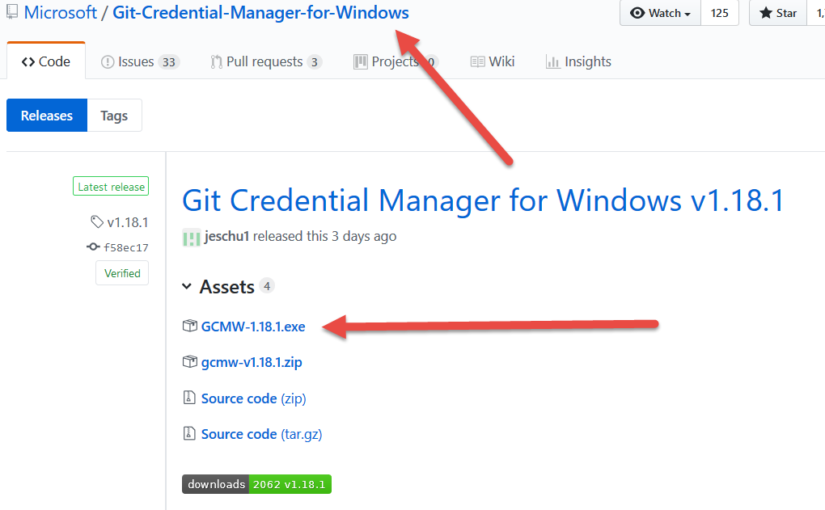 Microsoft / Git-Credential-Manager-for-Windows Watch 125 Star 1,
Code Issues 33 Pull requests 3 Projects 0 Wiki Insights
Releases Tags
Latest release
v1.18.1
f58ec17
Verified
Git Credential Manager for Windows v1.18.1
jeschu1 released this 3 days ago
Assets 4
GCMW-1.18.1.exe
gcmw-v1.18.1.zip
Source code (zip)
Source code (tar.gz)
downloads 2062 v1.18.1